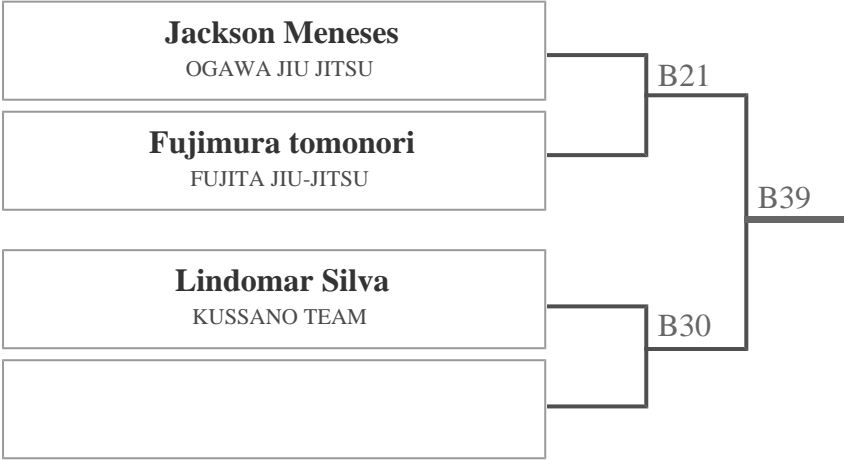 Jackson Meneses
OGAWA JIU JITSU
B21
Fujimura tomonori
FUJITA JIU-JITSU
B39
Lindomar Silva
KUSSANO TEAM
B30